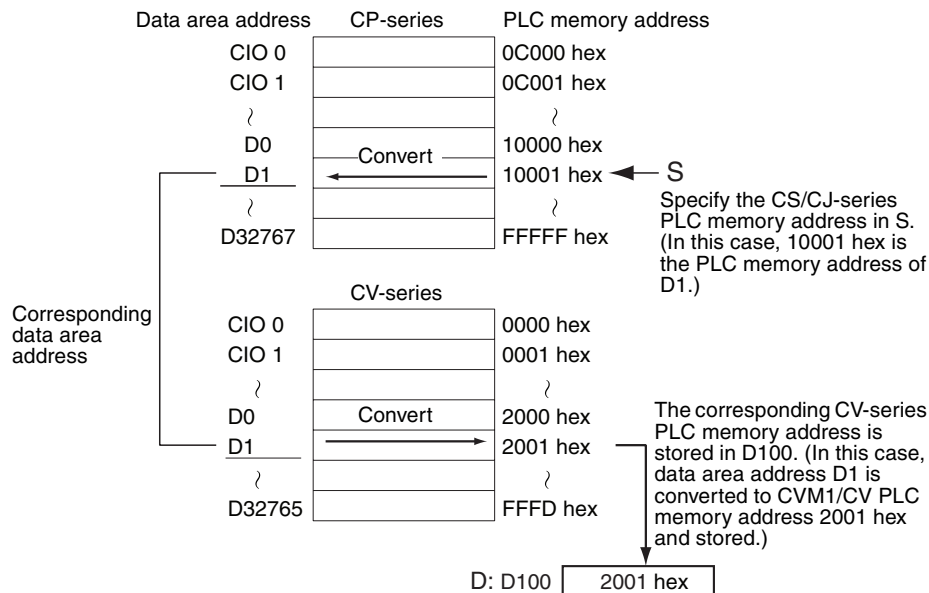 Data area address CP-series PLC memory address
CIO 0 0C000 hex
CIO 1 0C001 hex
~ ~
D0 10000 hex
D1 Convert 10001 hex S
~ ~
D32767 FFFFF hex
Specify the CS/CJ-series
PLC memory address in S.
(In this case, 10001 hex is
the PLC memory address of
D1.)
Corresponding
data area
address
CV-series
CIO 0 0000 hex
CIO 1 0001 hex
~ ~
D0 Convert 2000 hex
D1 2001 hex
~ ~
D32765 FFFD hex
The corresponding CV-series
PLC memory address is
stored in D100. (In this case,
data area address D1 is
converted to CVM1/CV PLC
memory address 2001 hex
and stored.)
D: D100 2001 hex